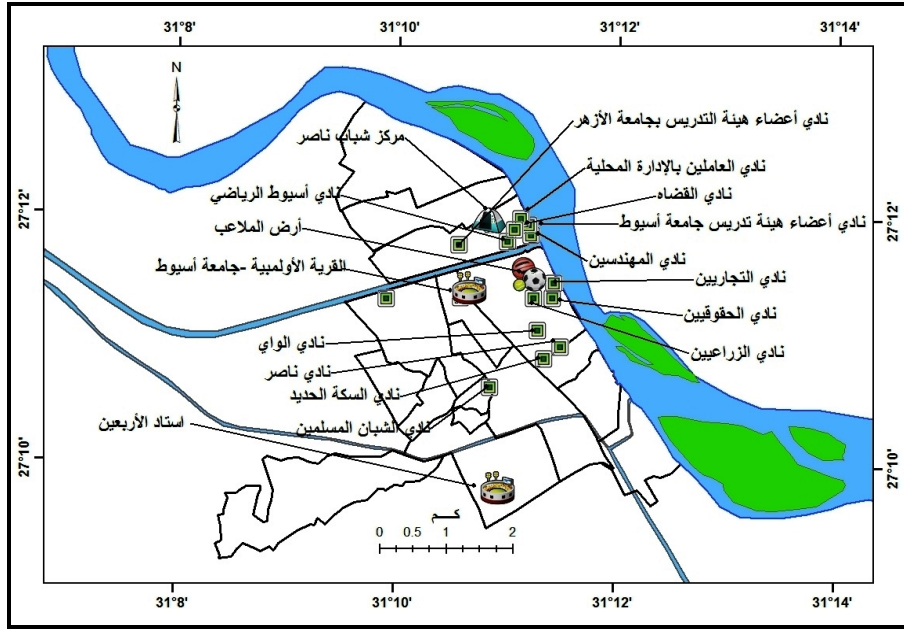 31°8' 31°10' 31°12' 31°14'
N
نادي أعضاء هيئة التدريس بجامعة الأزهر
مركز شباب ناصر
نادي العاملين بالإدارة المحلية
نادي أسيوط الرياضي
نادي القضاه
27°12' 27°12'
أرض الملاعب
نادي أعضاء هيئة تدريس جامعة أسيوط
نادي المهندسين
القرية الأولمبية -جامعة أسيوط
نادي التجاريين
نادي الحقوقيين
نادي الواي
نادي الزراعيين
نادي ناصر
نادي السكة الحديد
استاد الأربعين
نادي الشبان المسلمين
27°10' 27°10'
كـــم
0 0.5 1 2
31°8' 31°10' 31°12' 31°14'